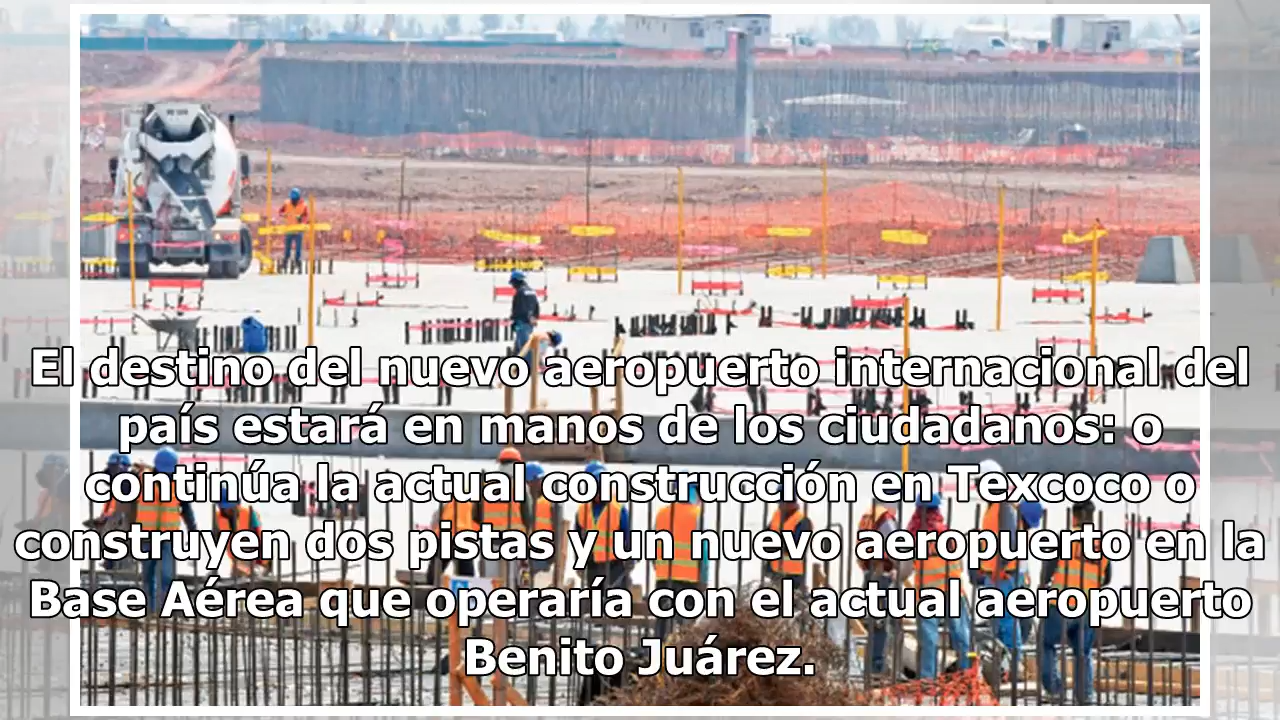 El destino del nuevo aeropuerto internacional del
país estará en manos de los ciudadanos: o
continúa la actual construcción en Texcoco o
construyen dos pistas y un nuevo aeropuerto en la
Base Aérea que operaría con el actual aeropuerto
Benito Juárez.